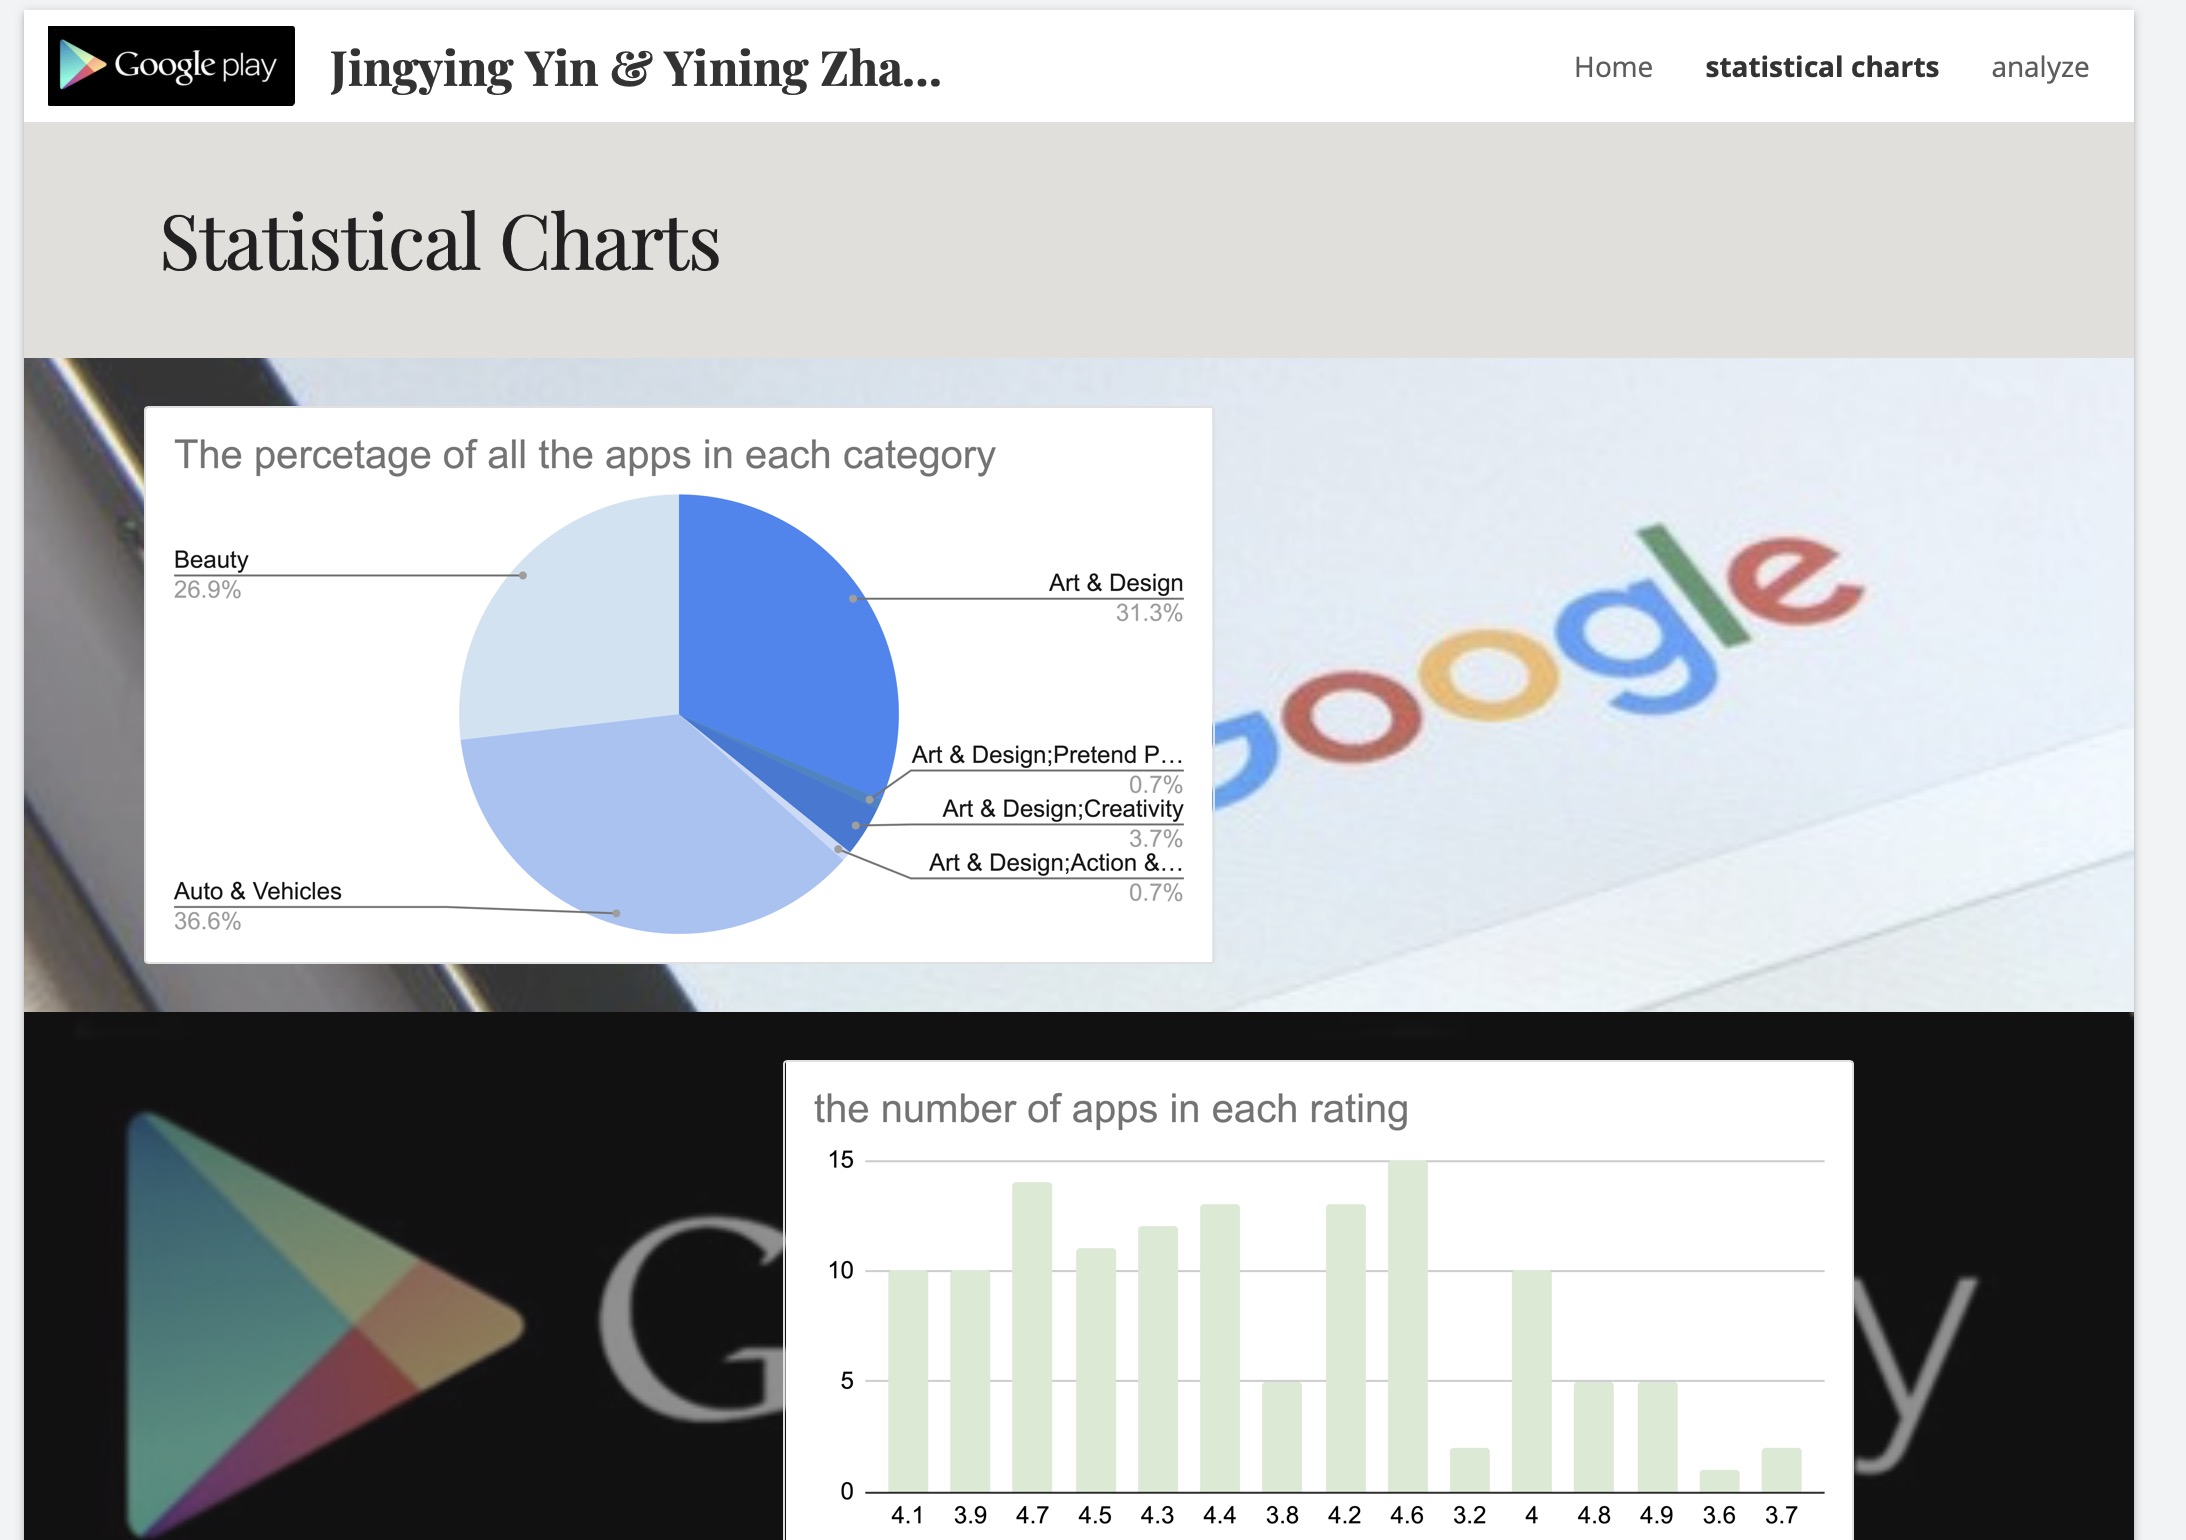 Google play
Jingying Yin & Yining Zha...
Home
statistical charts
analyze
Statistical Charts
The percetage of all the apps in each category
Beauty
26.9%
Art & Design
31.3%
Art & Design;Pretend P…
0.7%
Art & Design;Creativity
3.7%
Art & Design;Action &…
0.7%
Auto & Vehicles
36.6%
Google
the number of apps in each rating
15
10
5
0
4.1 3.9 4.7 4.5 4.3 4.4 3.8 4.2 4.6 3.2 4 4.8 4.9 3.6 3.7
G
y